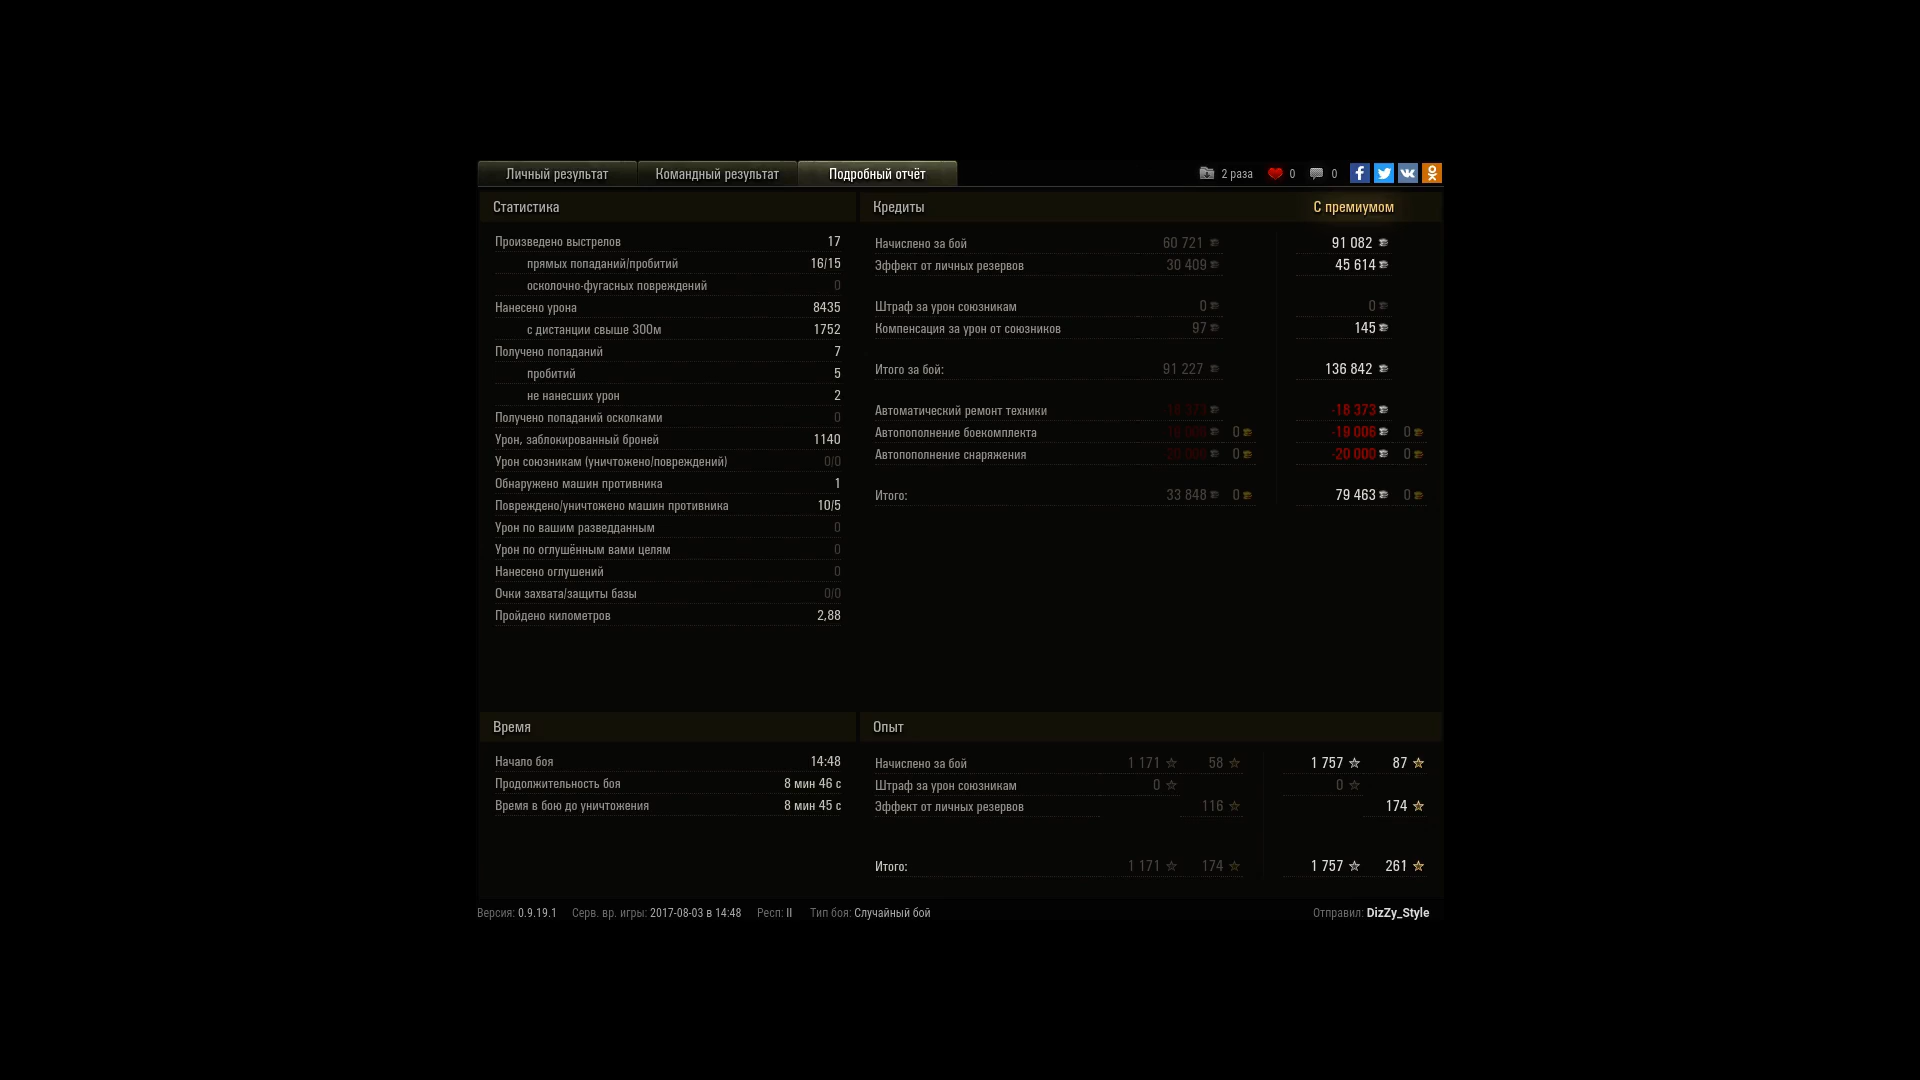 Личный результат Командный результат Подробный отчёт 2 раза 0 0
Статистика
Произведено выстрелов 17
прямых попаданий/пробитий 16/15
осколочно-фугасных повреждений 0
Нанесено урона 8435
с дистанции свыше 300м 1752
Получено попаданий 7
пробитий 5
не нанесших урон 2
Получено попаданий осколками 0
Урон, заблокированный броней 1140
Урон союзникам (уничтожено/повреждений) 0/0
Обнаружено машин противника 1
Повреждено/уничтожено машин противника 10/5
Урон по вашим разведданным 0
Урон по оглушённым вами целям 0
Нанесено оглушений 0
Очки захвата/защиты базы 0/0
Пройдено километров 2,88
Кредиты С премиумом
Начислено за бой 60 721 91 082
Эффект от личных резервов 30 409 45 614
Штраф за урон союзникам 0 0
Компенсация за урон от союзников 97 145
Итого за бой: 91 227 136 842
Автоматический ремонт техники -18 373 -18 373
Автопополнение боекомплекта -19 006 0 -19 006 0
Автопополнение снаряжения -20 000 0 -20 000 0
Итого: 33 848 0 79 463 0
Время
Начало боя 14:48
Продолжительность боя 8 мин 46 с
Время в бою до уничтожения 8 мин 45 с
Опыт
Начислено за бой 1 171 58 1 757 87
Штраф за урон союзникам 0 0
Эффект от личных резервов 116 174
Итого: 1 171 174 1 757 261
Версия: 0.9.19.1 Серв. вр. игры: 2017-08-03 в 14:48 Респ: II Тип боя: Случайный бой Отправил: DizZy_Style